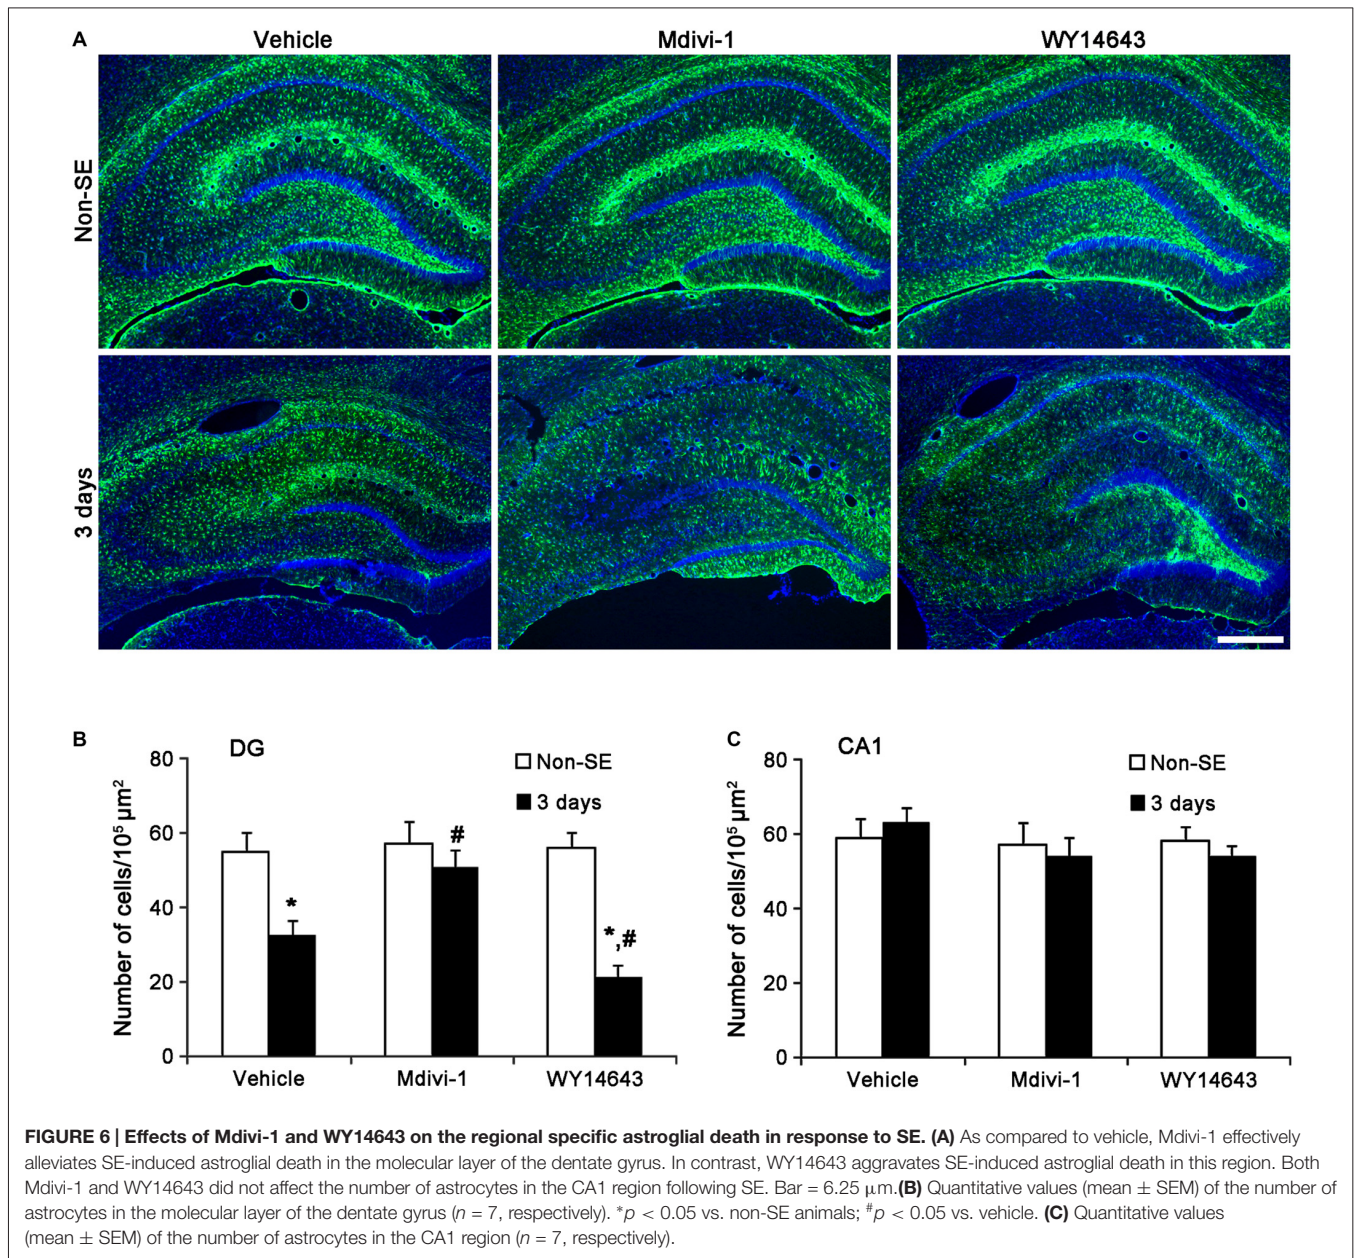 A
Vehicle
Mdivi-1
WY14643
Non-SE
3 days
B
DG
Non-SE
3 days
Number of cells/10⁵ µm²
80
60
40
20
0
*
#
*,#
Vehicle
Mdivi-1
WY14643
C
CA1
Non-SE
3 days
Number of cells/10⁵ µm²
80
60
40
20
0
Vehicle
Mdivi-1
WY14643
FIGURE 6 | Effects of Mdivi-1 and WY14643 on the regional specific astroglial death in response to SE. (A) As compared to vehicle, Mdivi-1 effectively
alleviates SE-induced astroglial death in the molecular layer of the dentate gyrus. In contrast, WY14643 aggravates SE-induced astroglial death in this region. Both
Mdivi-1 and WY14643 did not affect the number of astrocytes in the CA1 region following SE. Bar = 6.25 µm.(B) Quantitative values (mean ± SEM) of the number of
astrocytes in the molecular layer of the dentate gyrus (n = 7, respectively). *p < 0.05 vs. non-SE animals; #p < 0.05 vs. vehicle. (C) Quantitative values
(mean ± SEM) of the number of astrocytes in the CA1 region (n = 7, respectively).